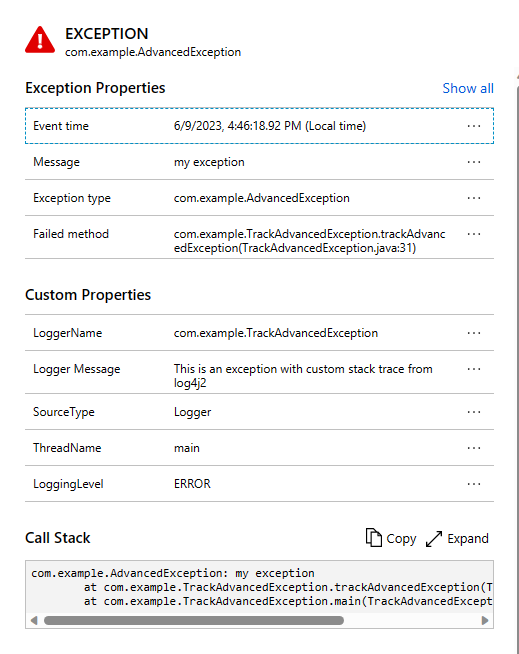 EXCEPTION
com.example.AdvancedException
Exception Properties Show all
Event time 6/9/2023, 4:46:18.92 PM (Local time) ...
Message my exception ...
Exception type com.example.AdvancedException ...
Failed method com.example.TrackAdvancedException.trackAdvanc ...
edException(TrackAdvancedException.java:31)
Custom Properties
LoggerName com.example.TrackAdvancedException ...
Logger Message This is an exception with custom stack trace from ...
log4j2
SourceType Logger ...
ThreadName main ...
LoggingLevel ERROR ...
Call Stack Copy Expand
com.example.AdvancedException: my exception
at com.example.TrackAdvancedException.trackAdvancedException(T
at com.example.TrackAdvancedException.main(TrackAdvancedExcept